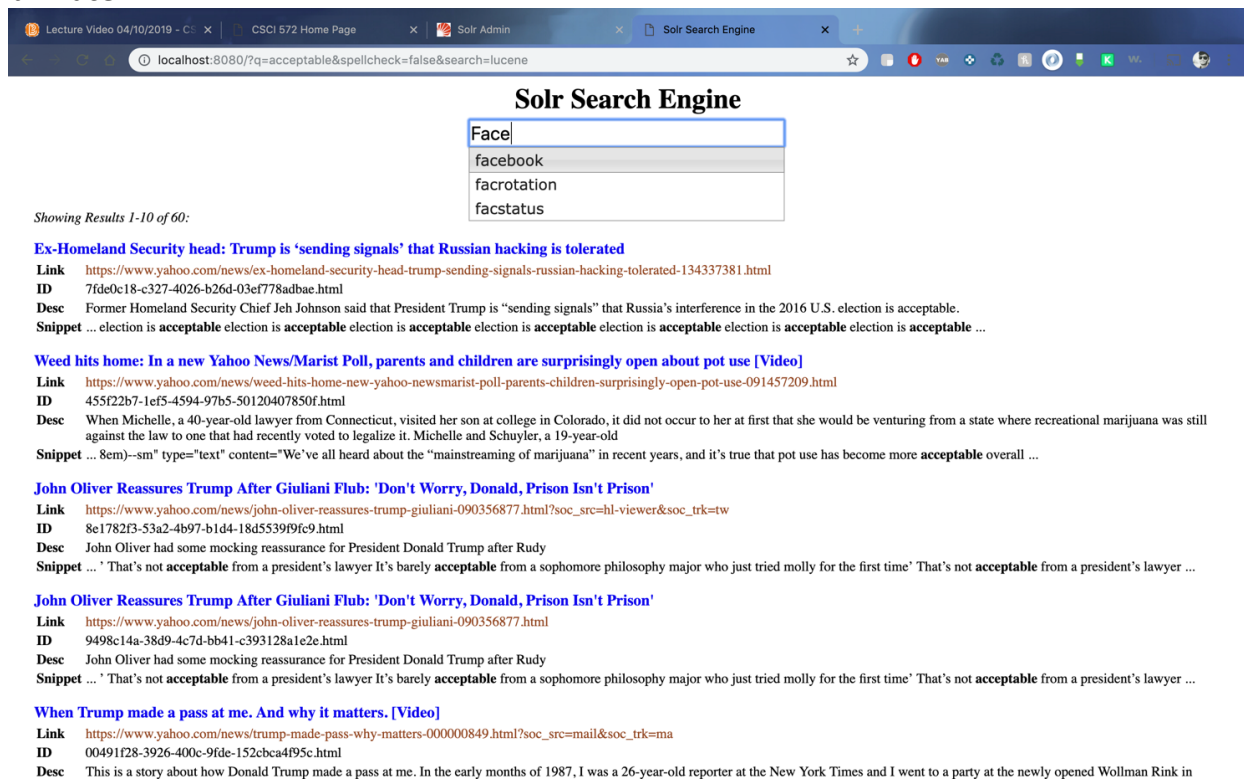 Lecture Video 04/10/2019 - CS
CSCI 572 Home Page
Solr Admin
Solr Search Engine
localhost:8080/?q=acceptable&spellcheck=false&search=lucene
Solr Search Engine
Face
facebook
facrotation
facstatus
Showing Results 1-10 of 60:
Ex-Homeland Security head: Trump is ‘sending signals’ that Russian hacking is tolerated
Link https://www.yahoo.com/news/ex-homeland-security-head-trump-sending-signals-russian-hacking-tolerated-134337381.html
ID 7fde0c18-c327-4026-b26d-03ef778adbae.html
Desc Former Homeland Security Chief Jeh Johnson said that President Trump is “sending signals” that Russia’s interference in the 2016 U.S. election is acceptable.
Snippet ... election is acceptable election is acceptable election is acceptable election is acceptable election is acceptable election is acceptable election is acceptable ...
Weed hits home: In a new Yahoo News/Marist Poll, parents and children are surprisingly open about pot use [Video]
Link https://www.yahoo.com/news/weed-hits-home-new-yahoo-newsmarist-poll-parents-children-surprisingly-open-pot-use-091457209.html
ID 455f22b7-1ef5-4594-97b5-50120407850f.html
Desc When Michelle, a 40-year-old lawyer from Connecticut, visited her son at college in Colorado, it did not occur to her at first that she would be venturing from a state where recreational marijuana was still
against the law to one that had recently voted to legalize it. Michelle and Schuyler, a 19-year-old
Snippet ... 8em)--sm" type="text" content="We’ve all heard about the “mainstreaming of marijuana” in recent years, and it’s true that pot use has become more acceptable overall ...
John Oliver Reassures Trump After Giuliani Flub: 'Don't Worry, Donald, Prison Isn't Prison'
Link https://www.yahoo.com/news/john-oliver-reassures-trump-giuliani-090356877.html?soc_src=hl-viewer&soc_trk=tw
ID 8e1782f3-53a2-4b97-b1d4-18d5539f9fc9.html
Desc John Oliver had some mocking reassurance for President Donald Trump after Rudy
Snippet ... ’ That’s not acceptable from a president’s lawyer It’s barely acceptable from a sophomore philosophy major who just tried molly for the first time’ That’s not acceptable from a president’s lawyer ...
John Oliver Reassures Trump After Giuliani Flub: 'Don't Worry, Donald, Prison Isn't Prison'
Link https://www.yahoo.com/news/john-oliver-reassures-trump-giuliani-090356877.html
ID 9498c14a-38d9-4c7d-bb41-c393128a1e2e.html
Desc John Oliver had some mocking reassurance for President Donald Trump after Rudy
Snippet ... ’ That’s not acceptable from a president’s lawyer It’s barely acceptable from a sophomore philosophy major who just tried molly for the first time’ That’s not acceptable from a president’s lawyer ...
When Trump made a pass at me. And why it matters. [Video]
Link https://www.yahoo.com/news/trump-made-pass-why-matters-000000849.html?soc_src=mail&soc_trk=ma
ID 00491f28-3926-400c-9fde-152cbca4f95c.html
Desc This is a story about how Donald Trump made a pass at me. In the early months of 1987, I was a 26-year-old reporter at the New York Times and I went to a party at the newly opened Wollman Rink in